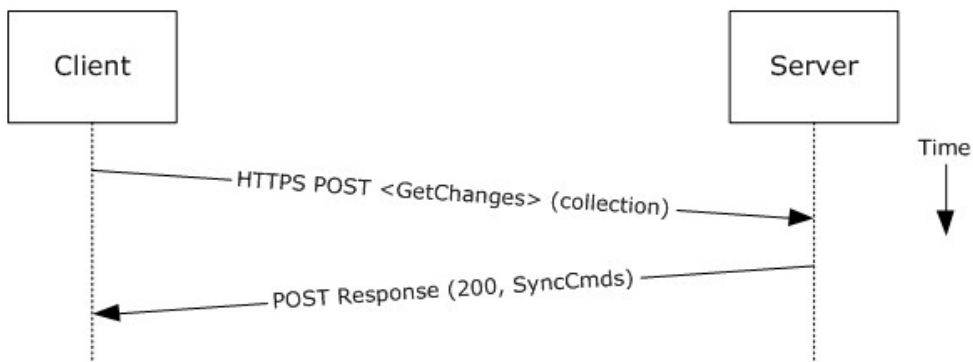 Client
Server
Time
HTTPS POST <GetChanges> (collection)
POST Response (200, SyncCmds)